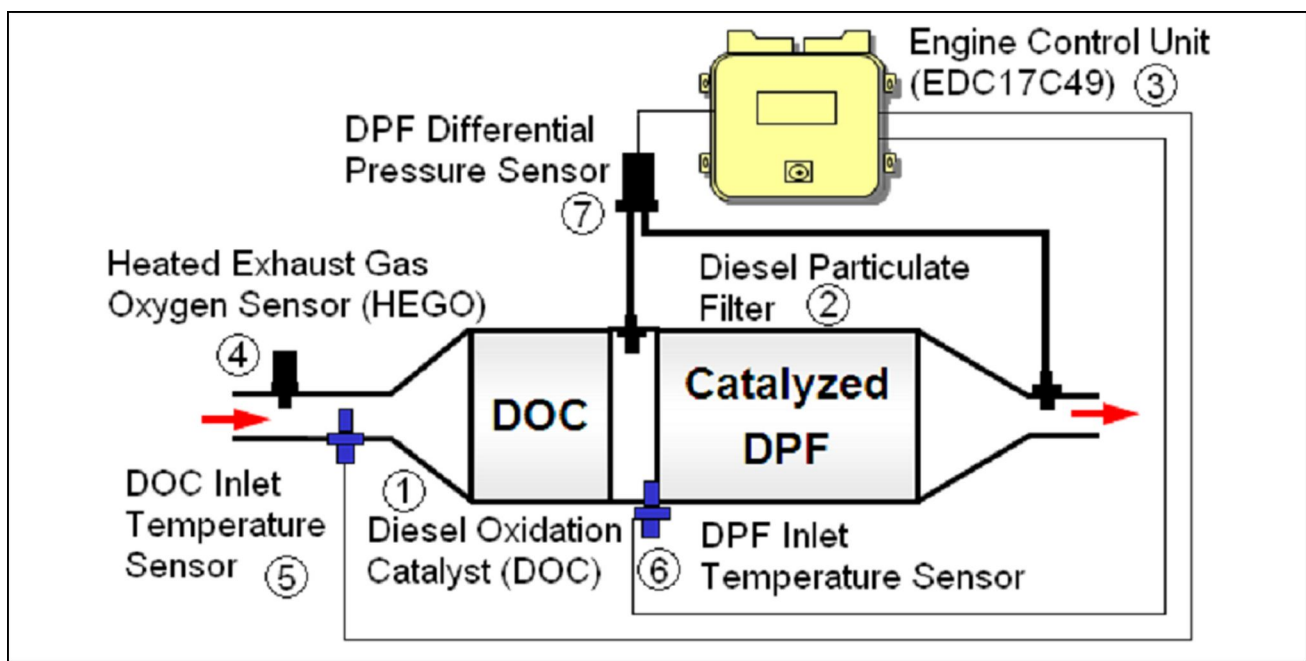 Engine Control Unit
(EDC17C49) 3
DPF Differential
Pressure Sensor
7
Heated Exhaust Gas
Oxygen Sensor (HEGO)
4
Diesel Particulate
Filter 2
DOC
Catalyzed
DPF
DOC Inlet
Temperature
Sensor 5
1
Diesel Oxidation
Catalyst (DOC)
6
DPF Inlet
Temperature Sensor